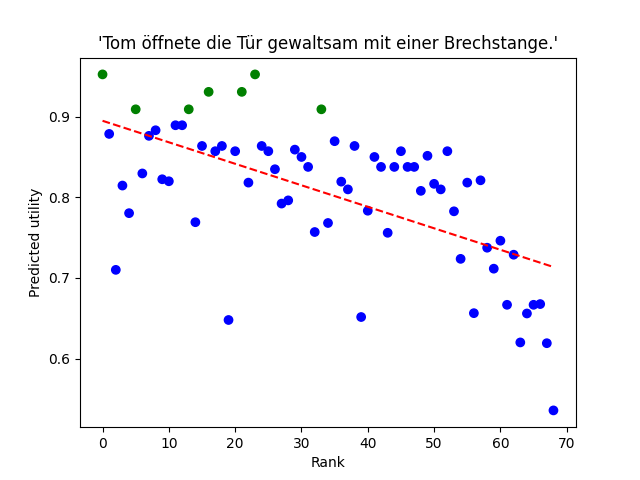 'Tom öffnete die Tür gewaltsam mit einer Brechstange.'
0.9
0.8
0.7
0.6
Predicted utility
0 10 20 30 40 50 60 70
Rank